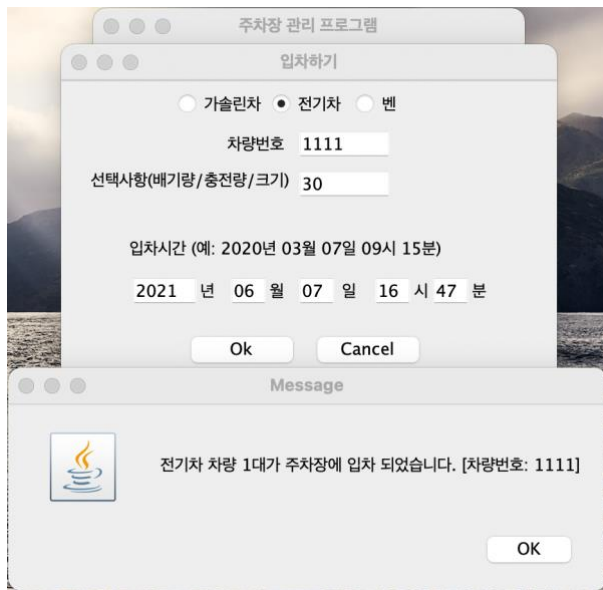 주차장 관리 프로그램
입차하기
가솔린차 전기차 벤
차량번호 1111
선택사항(배기량/충전량/크기) 30
입차시간 (예: 2020년 03월 07일 09시 15분)
2021 년 06 월 07 일 16 시 47 분
Ok Cancel
Message
전기차 차량 1대가 주차장에 입차 되었습니다. [차량번호: 1111]
OK